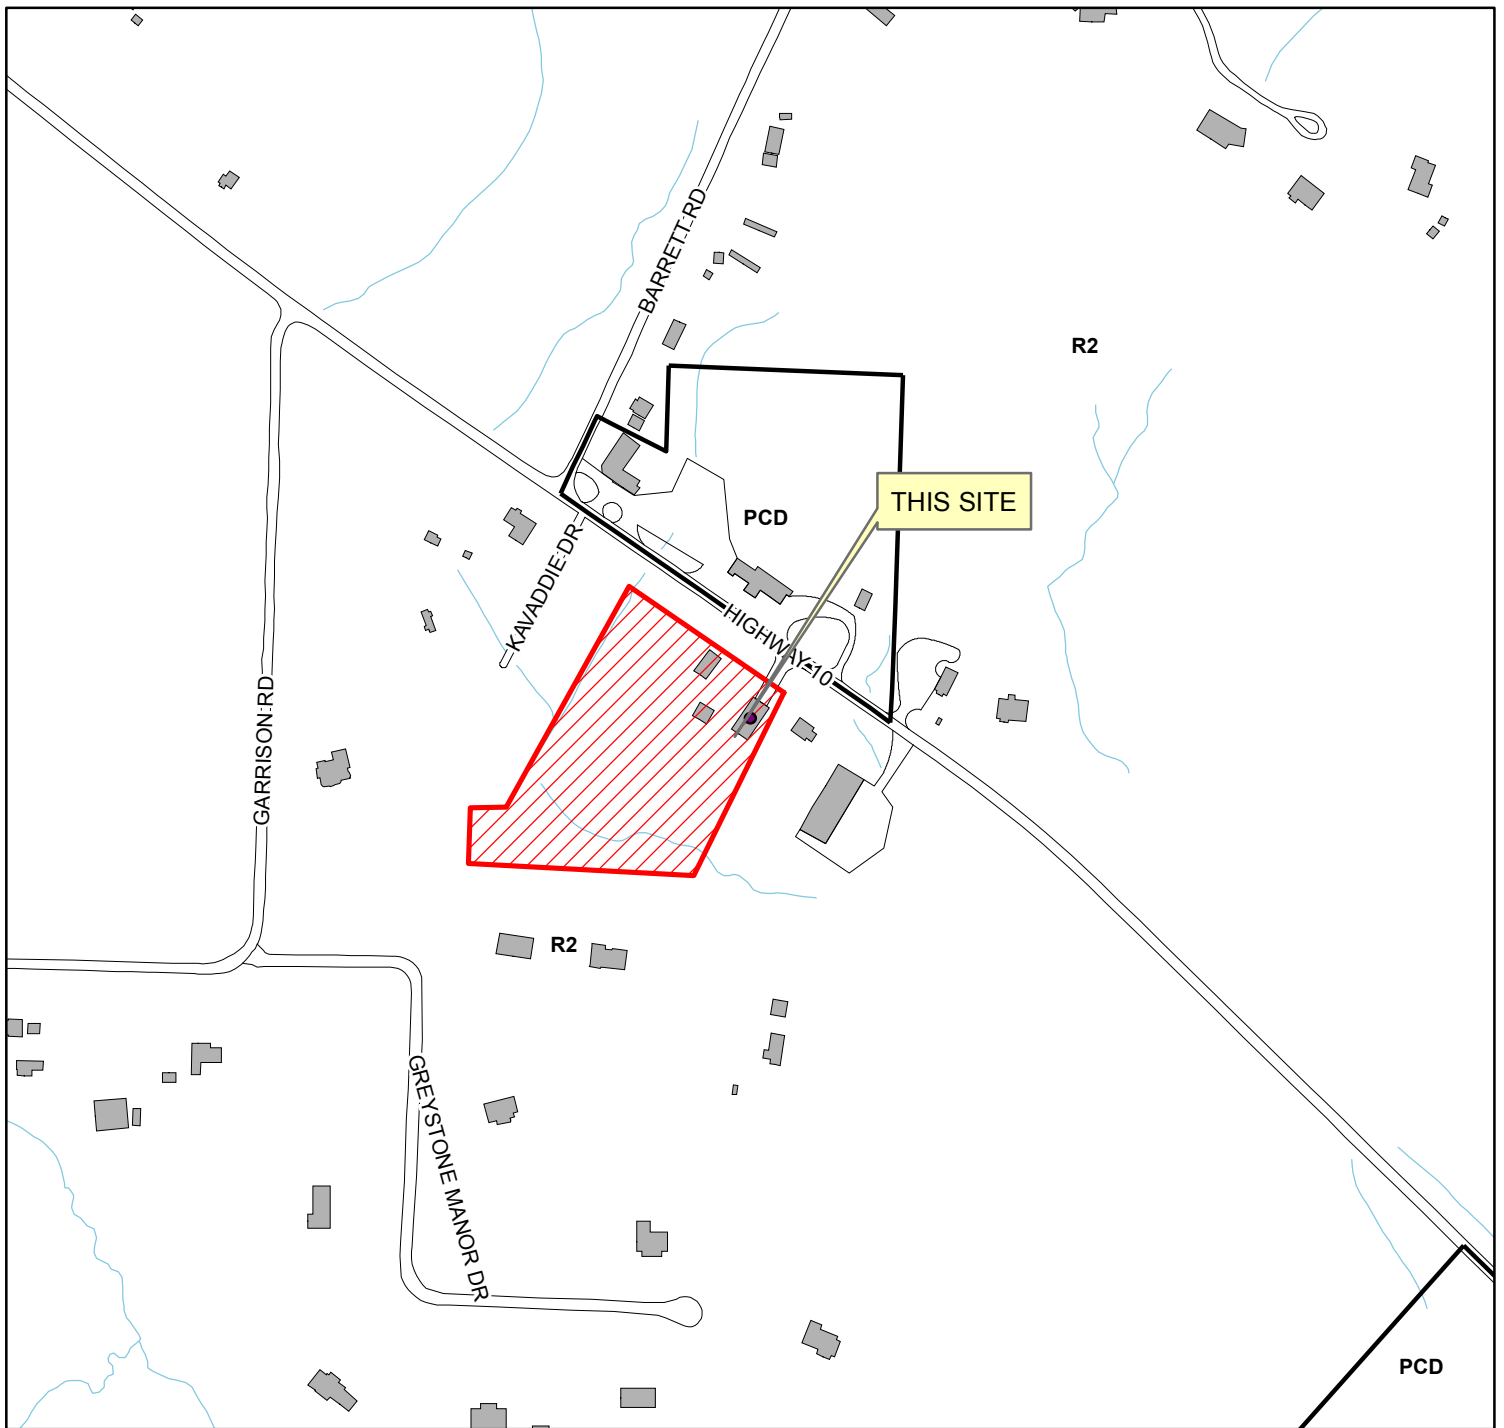 BARRETT RD
R2
THIS SITE
PCD
KAVADDIE DR
HIGHWAY 10
GARRISON RD
R2
GREYSTONE MANOR DR
PCD